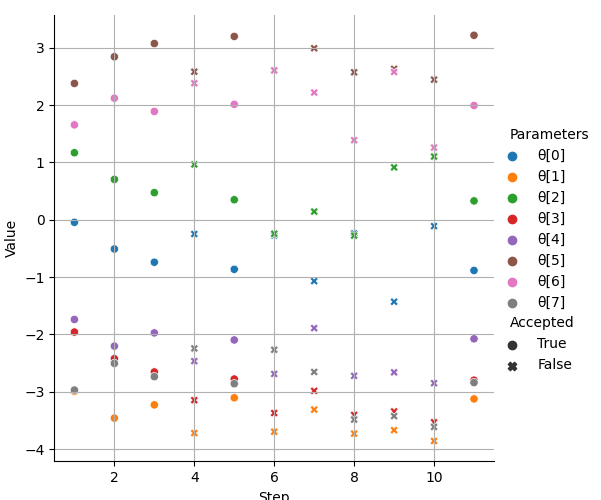 3
2
1
0
−1
−2
−3
−4
Value
2
4
6
8
10
Step
Parameters
θ[0]
θ[1]
θ[2]
θ[3]
θ[4]
θ[5]
θ[6]
θ[7]
Accepted
True
False